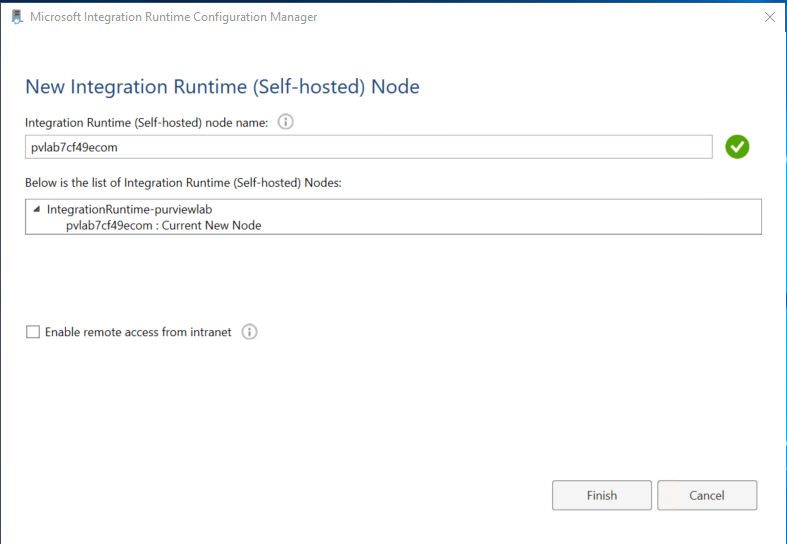 Microsoft Integration Runtime Configuration Manager
New Integration Runtime (Self-hosted) Node
Integration Runtime (Self-hosted) node name:
pvlab7cf49ecom
Below is the list of Integration Runtime (Self-hosted) Nodes:
IntegrationRuntime-purviewlab
pvlab7cf49ecom : Current New Node
Enable remote access from intranet
Finish Cancel